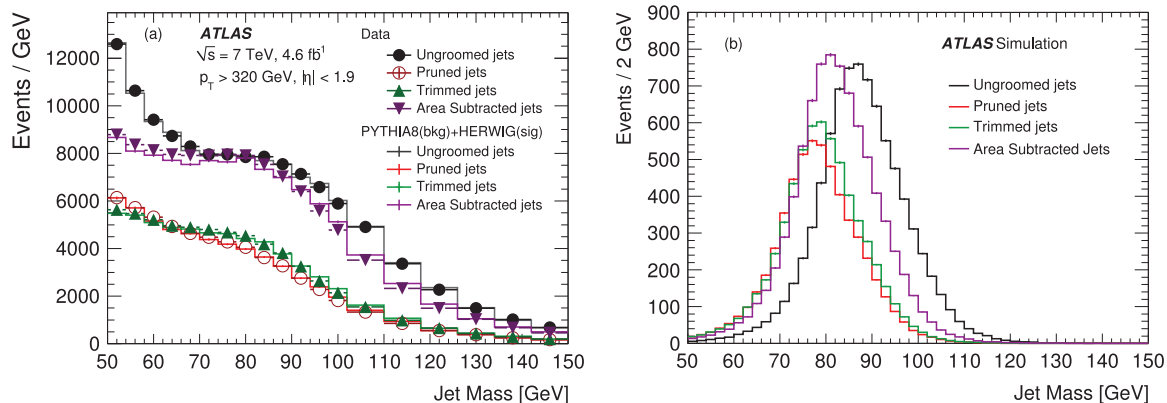 (a)
ATLAS
√s = 7 TeV, 4.6 fb¹
p_T > 320 GeV, |η| < 1.9
Data
Ungroomed jets
Pruned jets
Trimmed jets
Area Subtracted jets
PYTHIA8(bkg)+HERWIG(sig)
Ungroomed jets
Pruned jets
Trimmed jets
Area Subtracted jets
Events / GeV
12000
10000
8000
6000
4000
2000
0
50 60 70 80 90 100 110 120 130 140 150
Jet Mass [GeV]
(b)
ATLAS Simulation
Ungroomed jets
Pruned jets
Trimmed jets
Area Subtracted Jets
Events / 2 GeV
900
800
700
600
500
400
300
200
100
0
50 60 70 80 90 100 110 120 130 140 150
Jet Mass [GeV]